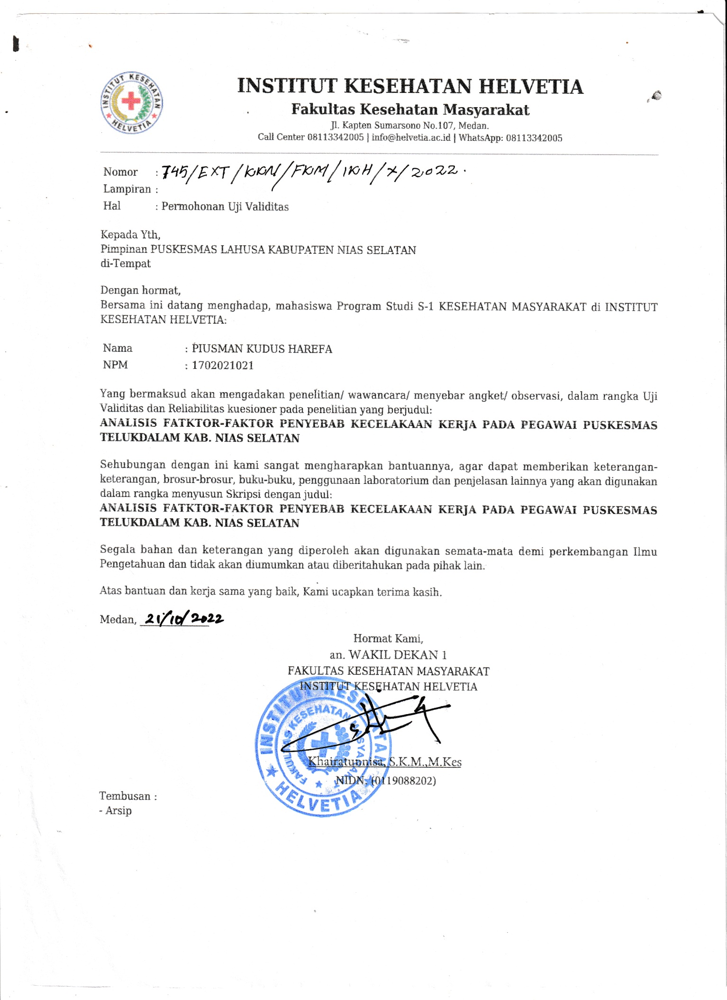 INSTITUT KESEHATAN
HELVETIA
INSTITUT KESEHATAN HELVETIA
Fakultas Kesehatan Masyarakat
Jl. Kapten Sumarsono No.107, Medan.
Call Center 08113342005 | info@helvetia.ac.id | WhatsApp: 08113342005
Nomor : 745/EXT/KKN/FKM/IKH/X/2022.
Lampiran :
Hal : Permohonan Uji Validitas
Kepada Yth,
Pimpinan PUSKESMAS LAHUSA KABUPATEN NIAS SELATAN
di-Tempat
Dengan hormat,
Bersama ini datang menghadap, mahasiswa Program Studi S-1 KESEHATAN MASYARAKAT di INSTITUT
KESEHATAN HELVETIA:
Nama : PIUSMAN KUDUS HAREFA
NPM : 1702021021
Yang bermaksud akan mengadakan penelitian/ wawancara/ menyebar angket/ observasi, dalam rangka Uji
Validitas dan Reliabilitas kuesioner pada penelitian yang berjudul:
ANALISIS FATKTOR-FAKTOR PENYEBAB KECELAKAAN KERJA PADA PEGAWAI PUSKESMAS
TELUKDALAM KAB. NIAS SELATAN
Sehubungan dengan ini kami sangat mengharapkan bantuannya, agar dapat memberikan keterangan-
keterangan, brosur-brosur, buku-buku, penggunaan laboratorium dan penjelasan lainnya yang akan digunakan
dalam rangka menyusun Skripsi dengan judul:
ANALISIS FATKTOR-FAKTOR PENYEBAB KECELAKAAN KERJA PADA PEGAWAI PUSKESMAS
TELUKDALAM KAB. NIAS SELATAN
Segala bahan dan keterangan yang diperoleh akan digunakan semata-mata demi perkembangan Ilmu
Pengetahuan dan tidak akan diumumkan atau diberitahukan pada pihak lain.
Atas bantuan dan kerja sama yang baik, Kami ucapkan terima kasih.
Medan, 21/10/2022
Hormat Kami,
an. WAKIL DEKAN 1
FAKULTAS KESEHATAN MASYARAKAT
INSTITUT KESEHATAN HELVETIA
INSTITUT KESEHATAN
HELVETIA
FAKULTAS KESEHATAN MASYARAKAT
Khairatunnisa, S.K.M.,M.Kes
NIDN. (0119088202)
Tembusan :
- Arsip